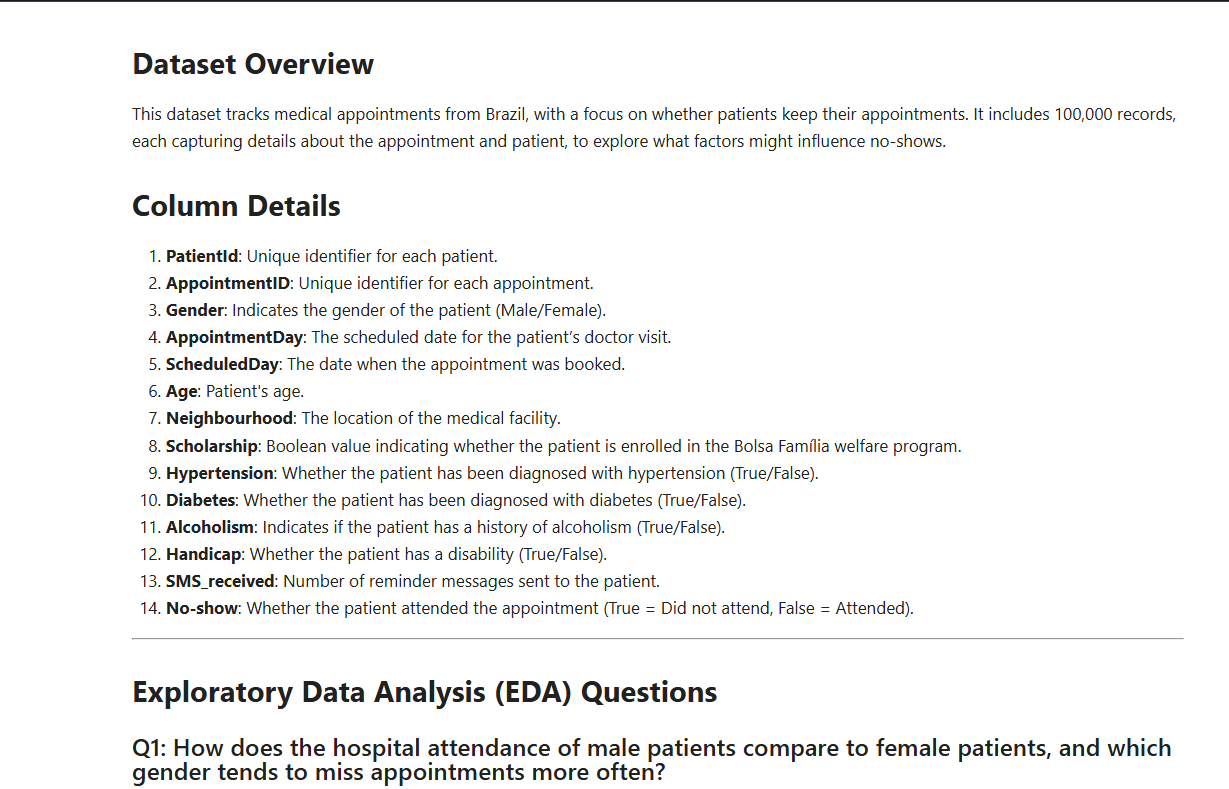 Dataset Overview
This dataset tracks medical appointments from Brazil, with a focus on whether patients keep their appointments. It includes 100,000 records,
each capturing details about the appointment and patient, to explore what factors might influence no-shows.
Column Details
1. PatientId: Unique identifier for each patient.
2. AppointmentID: Unique identifier for each appointment.
3. Gender: Indicates the gender of the patient (Male/Female).
4. AppointmentDay: The scheduled date for the patient’s doctor visit.
5. ScheduledDay: The date when the appointment was booked.
6. Age: Patient's age.
7. Neighbourhood: The location of the medical facility.
8. Scholarship: Boolean value indicating whether the patient is enrolled in the Bolsa Família welfare program.
9. Hypertension: Whether the patient has been diagnosed with hypertension (True/False).
10. Diabetes: Whether the patient has been diagnosed with diabetes (True/False).
11. Alcoholism: Indicates if the patient has a history of alcoholism (True/False).
12. Handicap: Whether the patient has a disability (True/False).
13. SMS_received: Number of reminder messages sent to the patient.
14. No-show: Whether the patient attended the appointment (True = Did not attend, False = Attended).
Exploratory Data Analysis (EDA) Questions
Q1: How does the hospital attendance of male patients compare to female patients, and which
gender tends to miss appointments more often?